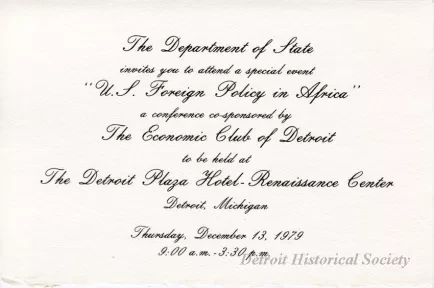 The Department of State
invites you to attend a special event
"U.S. Foreign Policy in Africa"
a conference co-sponsored by
The Economic Club of Detroit
to be held at
The Detroit Plaza Hotel-Renaissance Center
Detroit, Michigan
Thursday, December 13, 1979
9:00 a.m.-3:30 p.m.
Detroit Historical Society